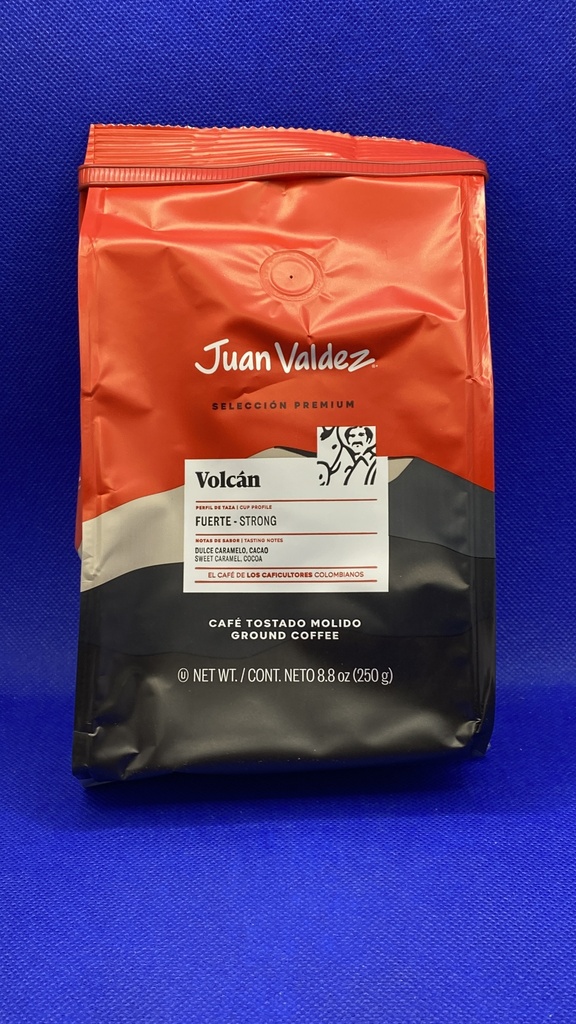 Juan Valdez
SELECCIÓN PREMIUM
Volcán
PERFIL DE TAZA | CUP PROFILE
FUERTE - STRONG
NOTAS DE SABOR | TASTING NOTES
DULCE CARAMELO, CACAO
SWEET CARAMEL, COCOA
EL CAFÉ DE LOS CAFICULTORES COLOMBIANOS
CAFÉ TOSTADO MOLIDO
GROUND COFFEE
Ⓤ NET WT. / CONT. NETO 8.8 oz (250 g)